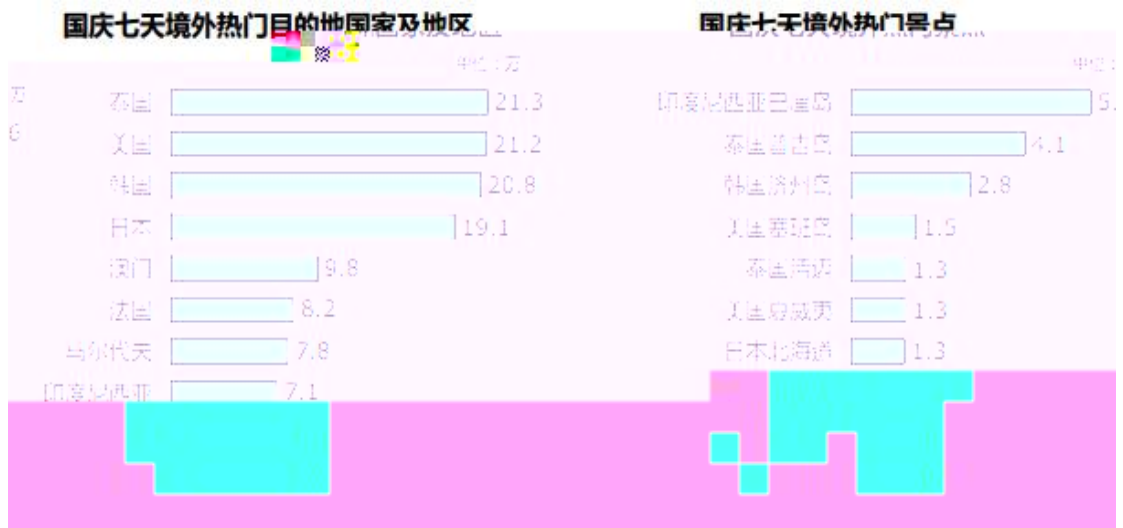 国庆七天境外热门目的地国家及地区
单位：万
万
泰国 21.3
美国 21.2
韩国 20.8
日本 19.1
澳门 9.8
法国 8.2
马尔代夫 7.8
印度尼西亚 7.1
国庆七天境外热门景点
单位：
印度尼西亚巴厘岛 5.
泰国普吉岛 4.1
韩国济州岛 2.8
美国塞班岛 1.5
泰国清迈 1.3
美国夏威夷 1.3
日本北海道 1.3